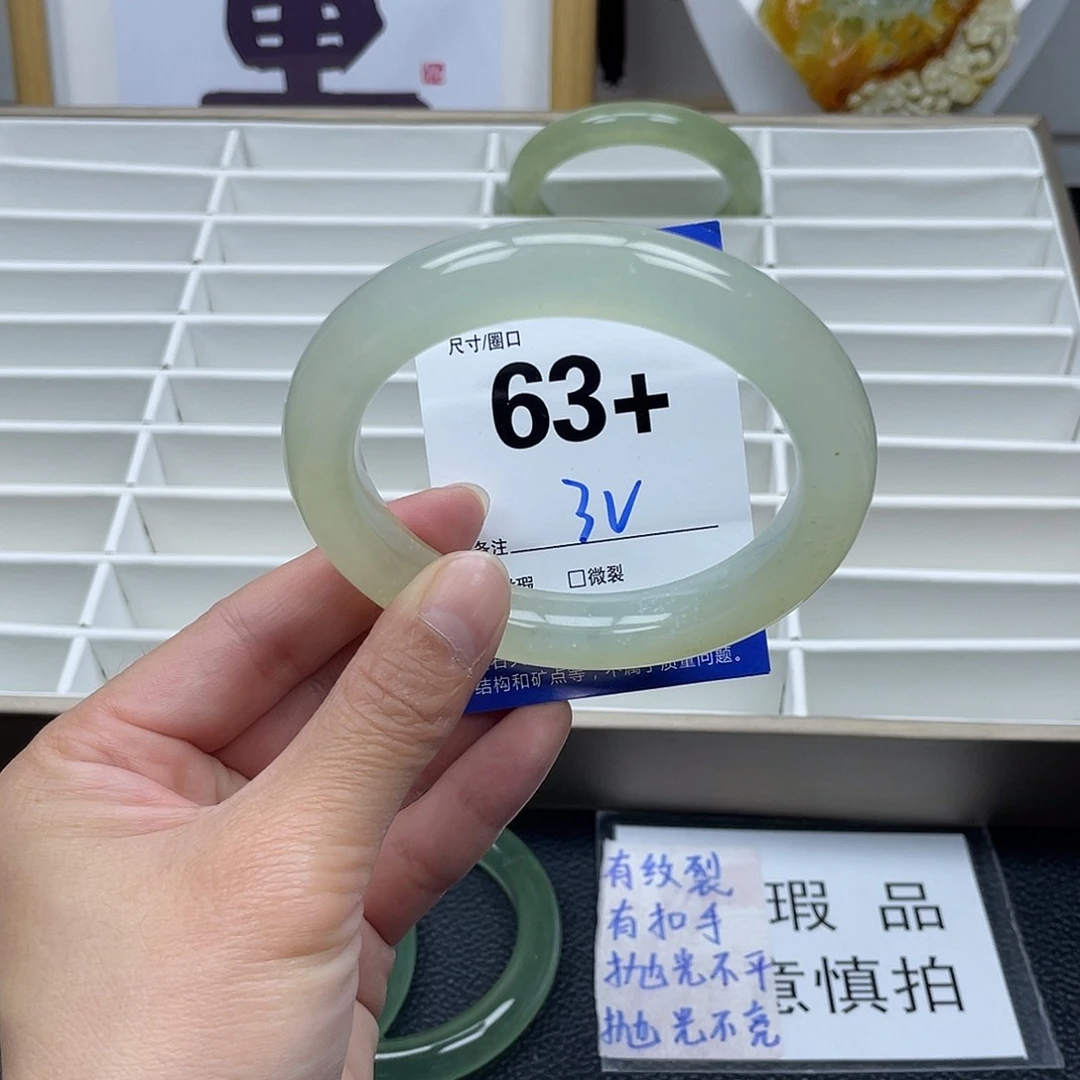 尺寸/圈口
63+
3V
备注
瑕 □微裂
结构和矿点等，不属于质量问题。
有纹裂
有扣手
抛光不平
抛光不亮
瑕 品
意慎拍